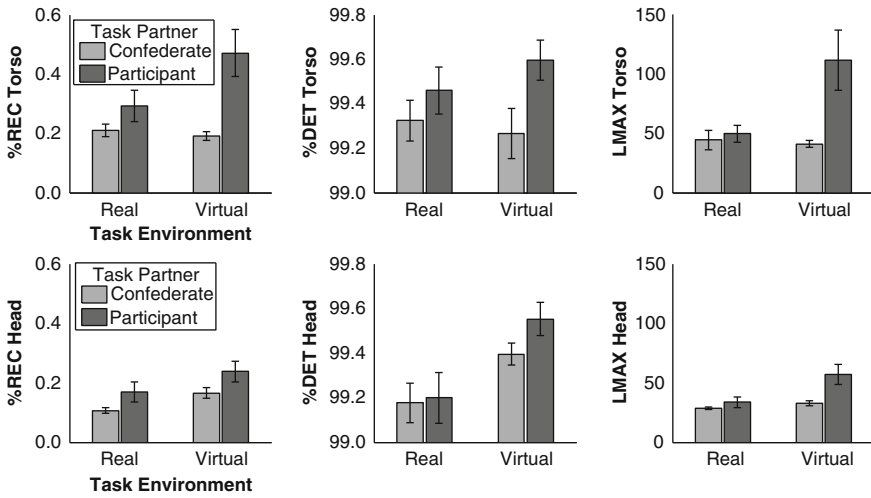 %REC Torso
0.6
0.4
0.2
0.0
Task Partner
Confederate
Participant
Real
Virtual
Task Environment
%DET Torso
99.8
99.6
99.4
99.2
99.0
Real
Virtual
LMAX Torso
150
100
50
0
Real
Virtual
%REC Head
0.6
0.4
0.2
0.0
Task Partner
Confederate
Participant
Real
Virtual
Task Environment
%DET Head
99.8
99.6
99.4
99.2
99.0
Real
Virtual
LMAX Head
150
100
50
0
Real
Virtual